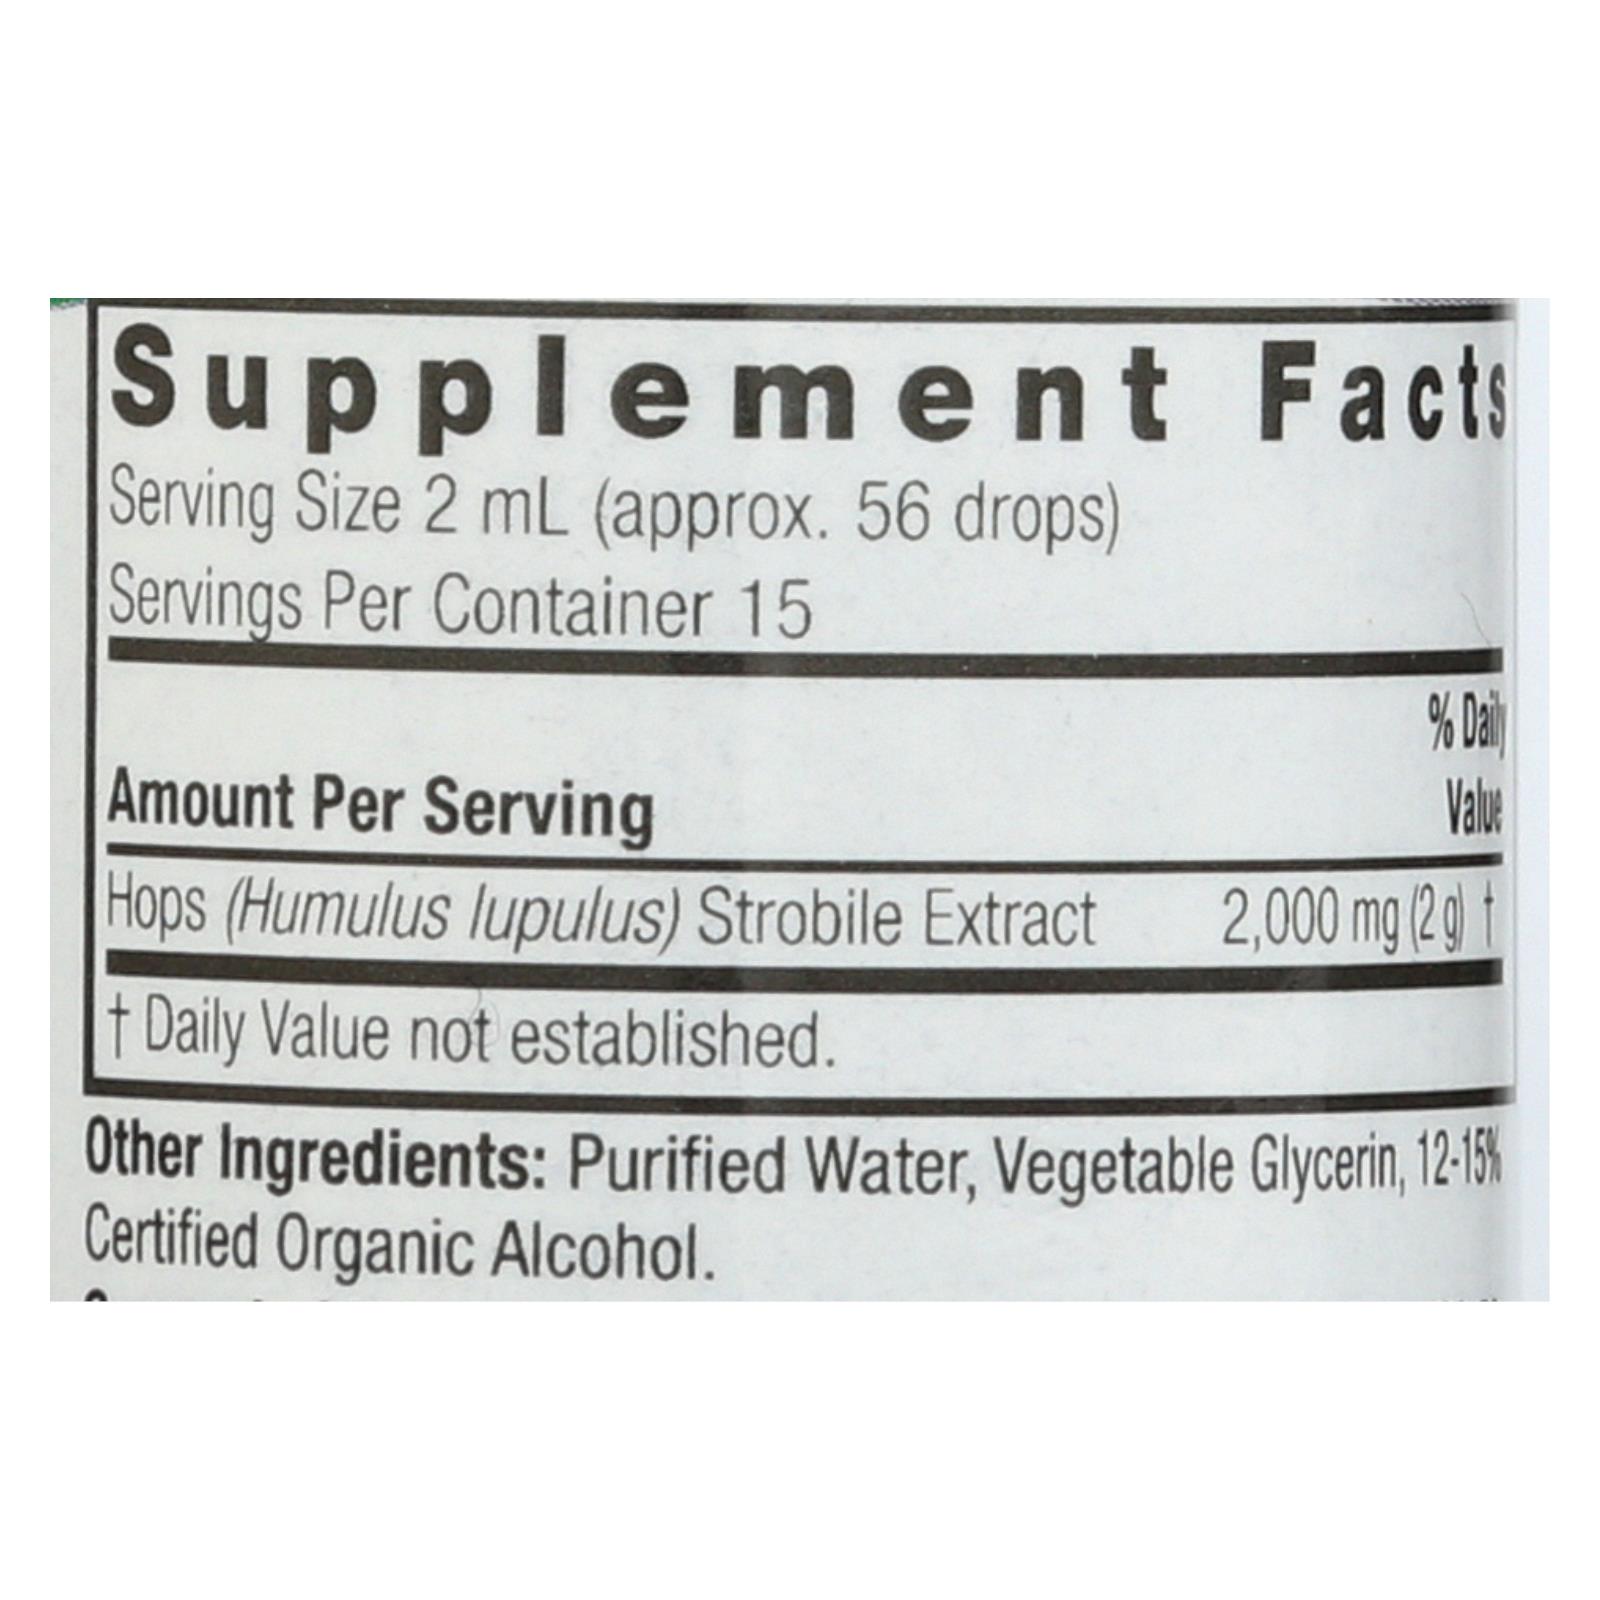 Supplement Facts
Serving Size 2 mL (approx. 56 drops)
Servings Per Container 15
% Daily
Amount Per Serving Value
Hops (Humulus lupulus) Strobile Extract 2,000 mg (2 g) †
† Daily Value not established.
Other Ingredients: Purified Water, Vegetable Glycerin, 12-15%
Certified Organic Alcohol.